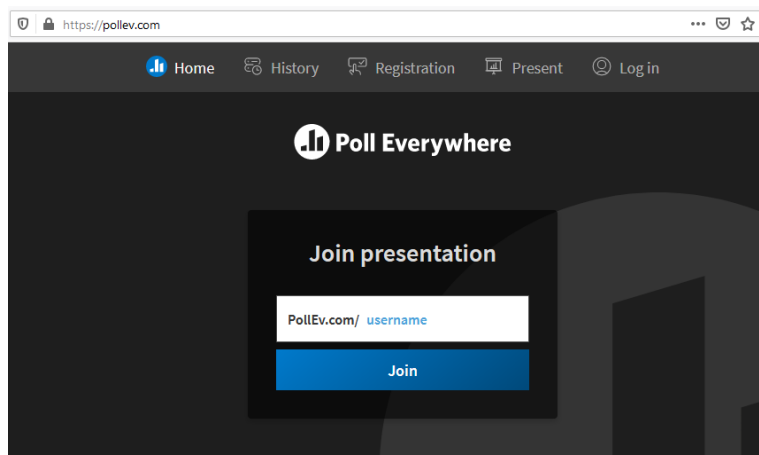 https://pollev.com
Home History Registration Present Log in
Poll Everywhere
Join presentation
PollEv.com/ username
Join